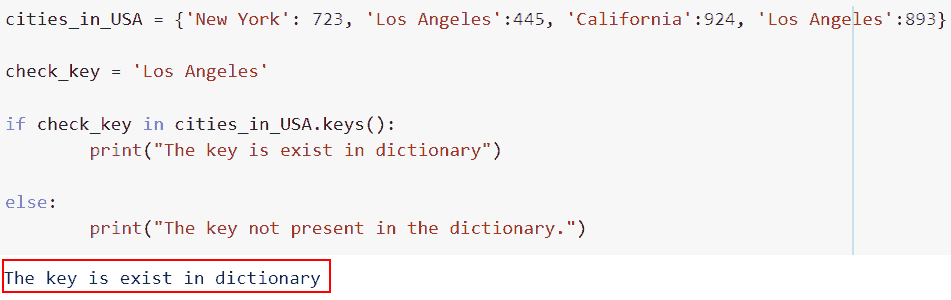 cities_in_USA = {'New York': 723, 'Los Angeles':445, 'California':924, 'Los Angeles':893}
check_key = 'Los Angeles'
if check_key in cities_in_USA.keys():
        print("The key is exist in dictionary")
else:
        print("The key not present in the dictionary.")
The key is exist in dictionary